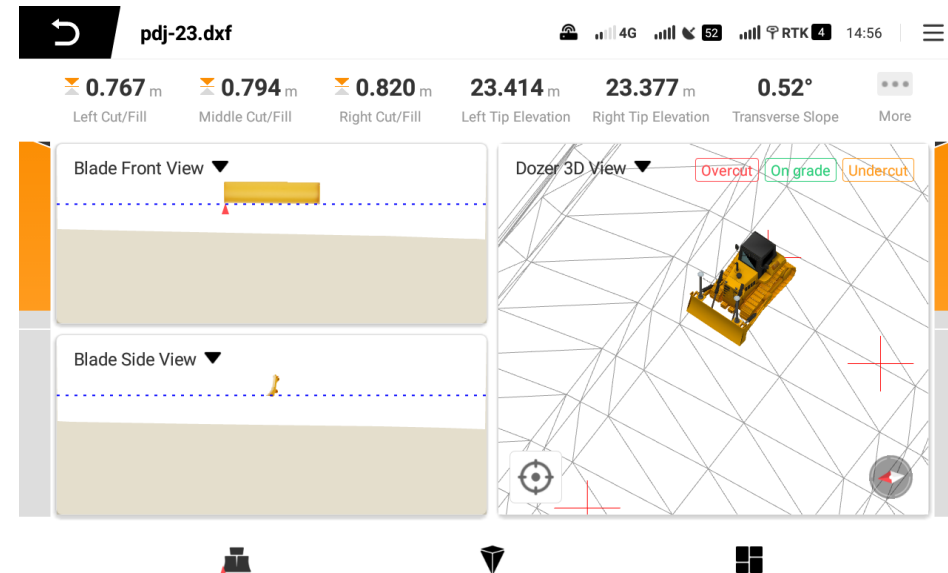 pdj-23.dxf
4G 52 RTK 4 14:56
0.767 m 0.794 m 0.820 m 23.414 m 23.377 m 0.52°
Left Cut/Fill Middle Cut/Fill Right Cut/Fill Left Tip Elevation Right Tip Elevation Transverse Slope More
Blade Front View
Dozer 3D View
Overcut On grade Undercut
Blade Side View